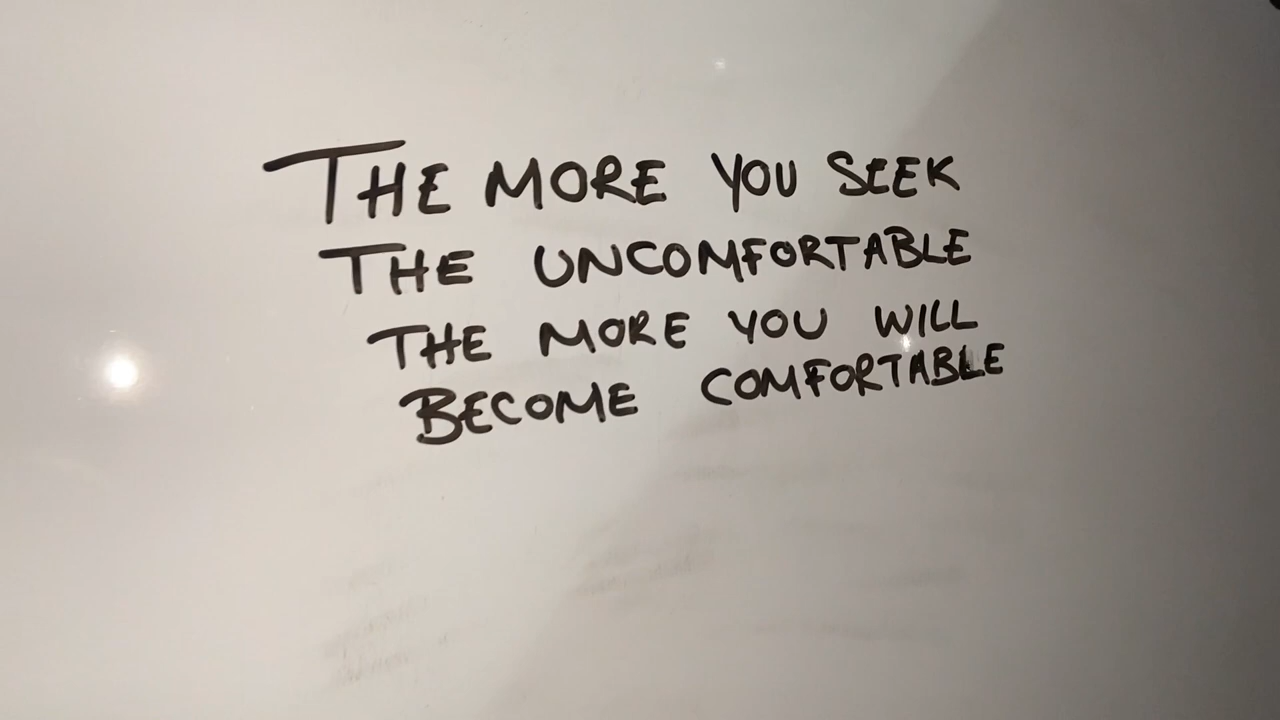 THE MORE YOU SEEK
THE UNCOMFORTABLE
THE MORE YOU WILL
BECOME COMFORTABLE